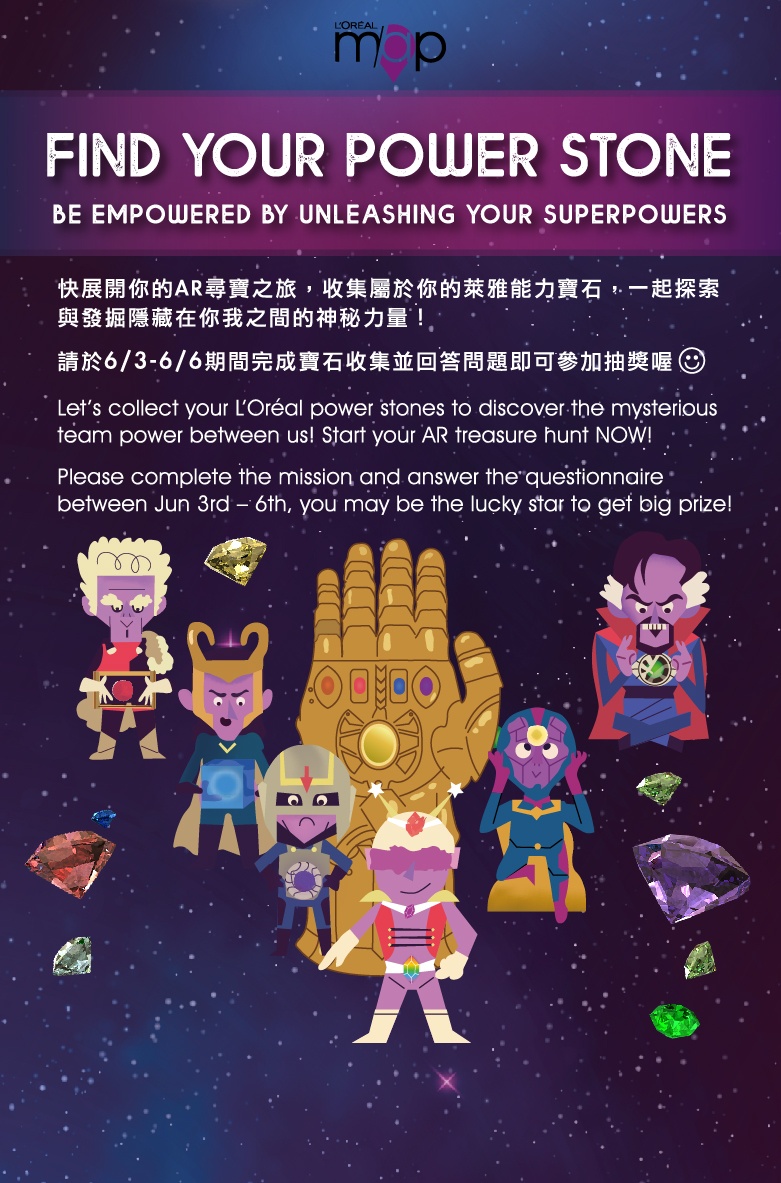 L'ORÉAL
map
FIND YOUR POWER STONE
BE EMPOWERED BY UNLEASHING YOUR SUPERPOWERS
快展開你的AR尋寶之旅，收集屬於你的萊雅能力寶石，一起探索
與發掘隱藏在你我之間的神秘力量！
請於6/3-6/6期間完成寶石收集並回答問題即可參加抽獎喔
Let's collect your L'Oréal power stones to discover the mysterious
team power between us! Start your AR treasure hunt NOW!
Please complete the mission and answer the questionnaire
between Jun 3rd – 6th, you may be the lucky star to get big prize!